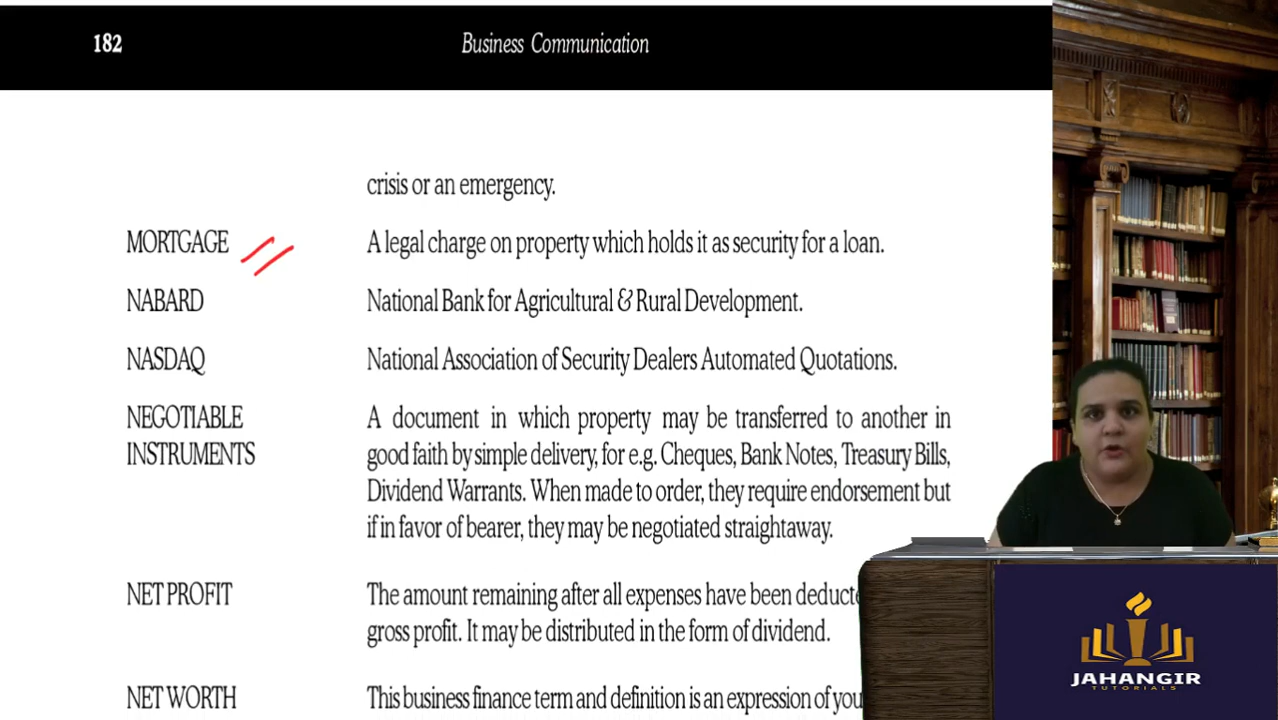 182 Business Communication
crisis or an emergency.
MORTGAGE A legal charge on property which holds it as security for a loan.
NABARD National Bank for Agricultural & Rural Development.
NASDAQ National Association of Security Dealers Automated Quotations.
NEGOTIABLE A document in which property may be transferred to another in
INSTRUMENTS good faith by simple delivery, for e.g. Cheques, Bank Notes, Treasury Bills,
Dividend Warrants. When made to order, they require endorsement but
if in favor of bearer, they may be negotiated straightaway.
NET PROFIT The amount remaining after all expenses have been
gross profit. It may be distributed in the form of dividend.
NET WORTH This business finance term and definition is an expression of
JAHANGIR
TUTORIALS